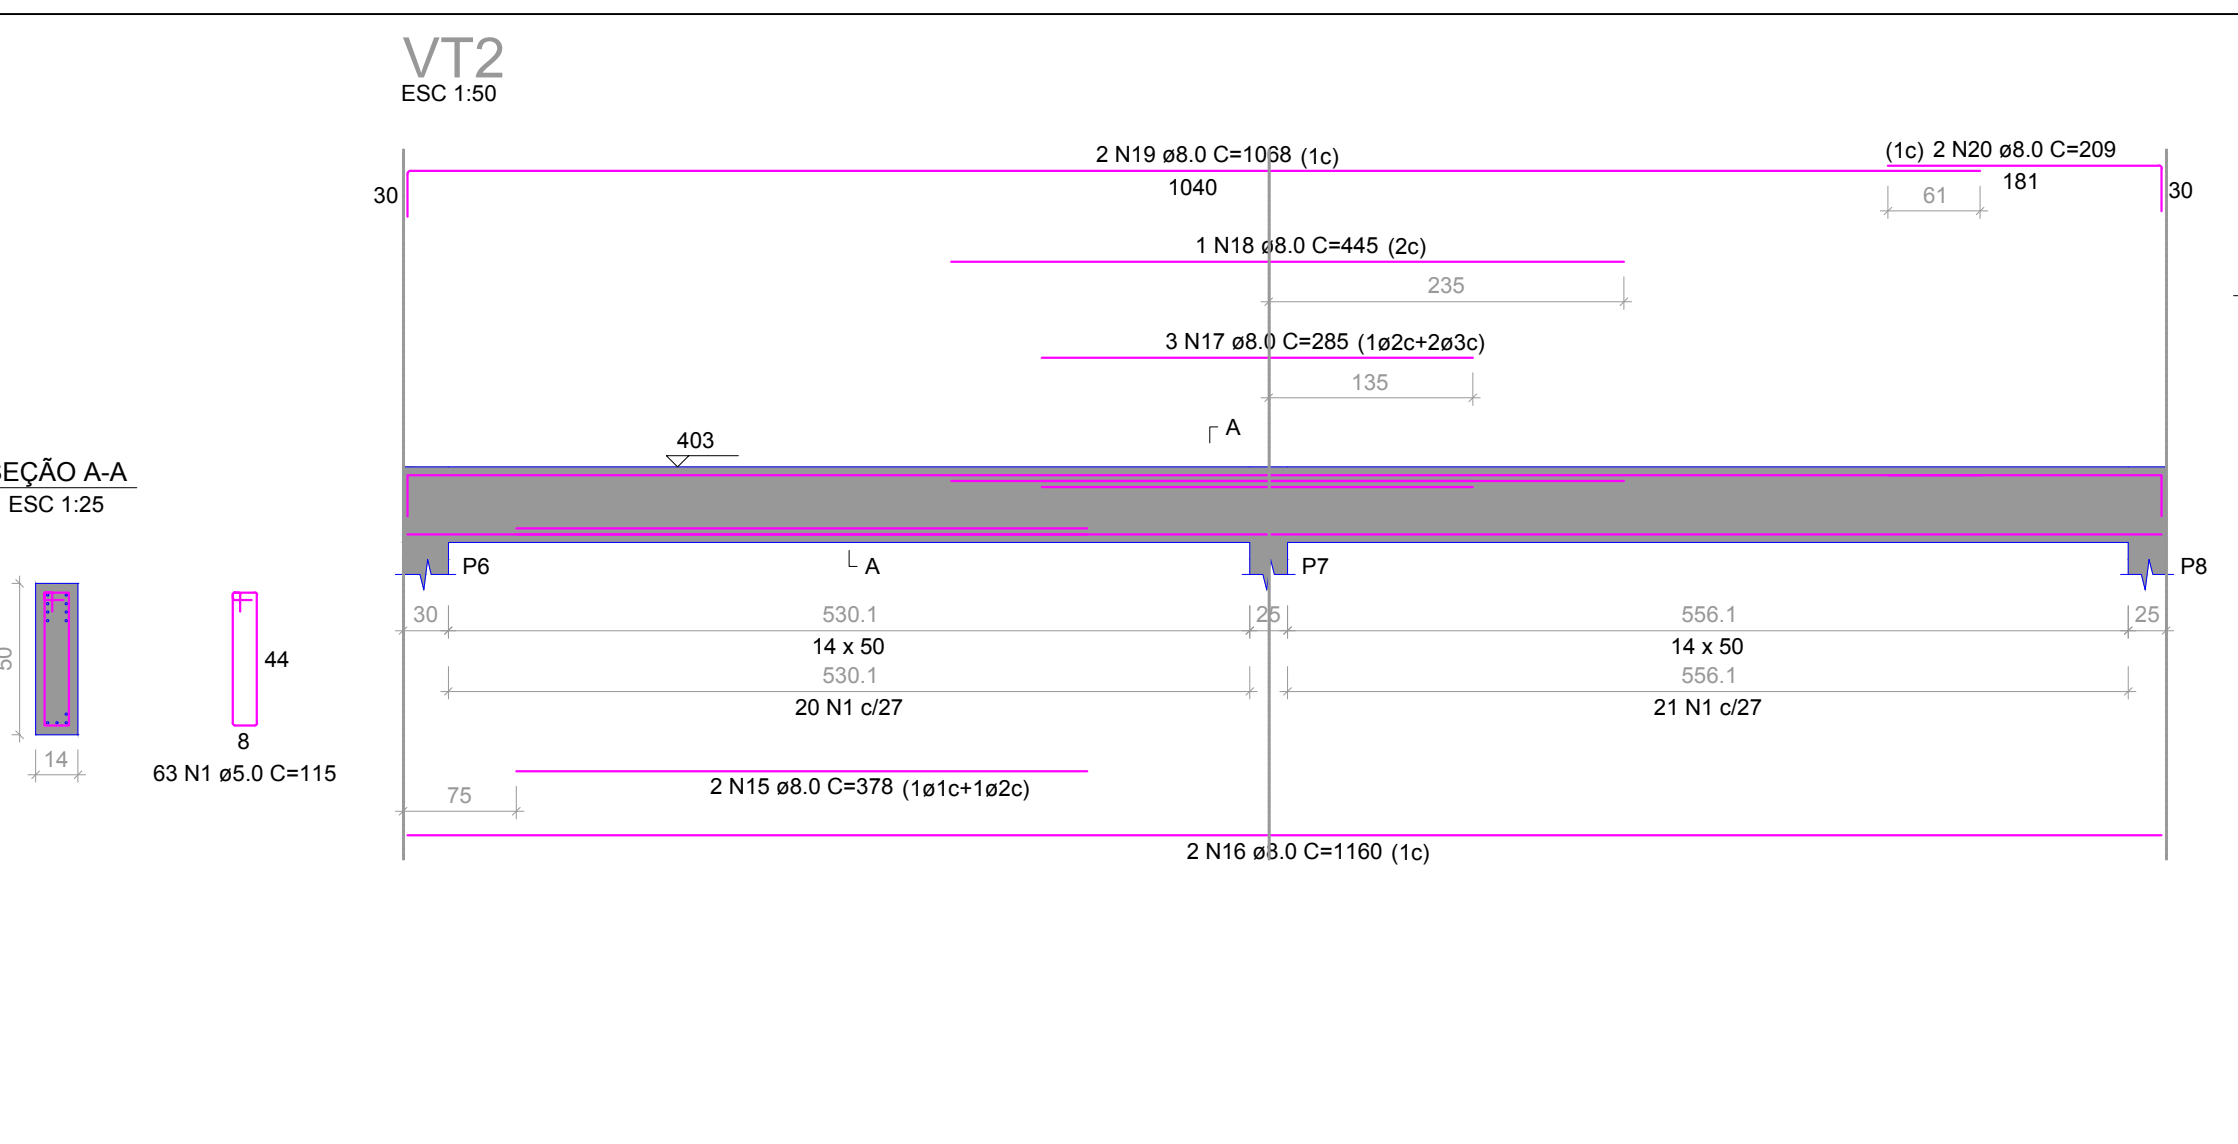 VT2
ESC 1:50
2 N19 ø8.0 C=1068 (1c)
(1c) 2 N20 ø8.0 C=209
30
1040
181
30
61
1 N18 ø8.0 C=445 (2c)
235
3 N17 ø8.0 C=285 (1ø2c+2ø3c)
135
A
403
SEÇÃO A-A
ESC 1:25
A
P6
P7
P8
30
530.1
25
556.1
25
14 x 50
14 x 50
530.1
556.1
20 N1 c/27
21 N1 c/27
50
44
8
14
63 N1 ø5.0 C=115
2 N15 ø8.0 C=378 (1ø1c+1ø2c)
75
2 N16 ø8.0 C=1160 (1c)